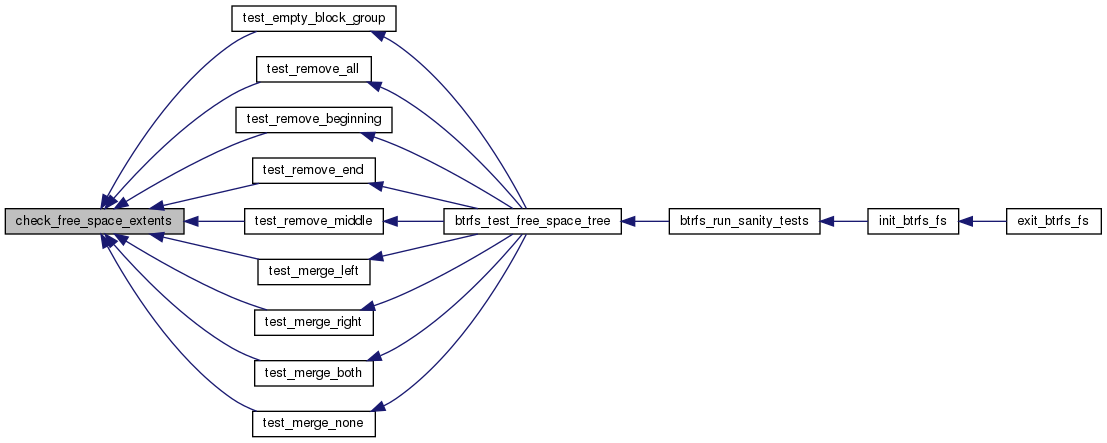 test_empty_block_group
test_remove_all
test_remove_beginning
test_remove_end
check_free_space_extents
test_remove_middle
btrfs_test_free_space_tree
btrfs_run_sanity_tests
init_btrfs_fs
exit_btrfs_fs
test_merge_left
test_merge_right
test_merge_both
test_merge_none